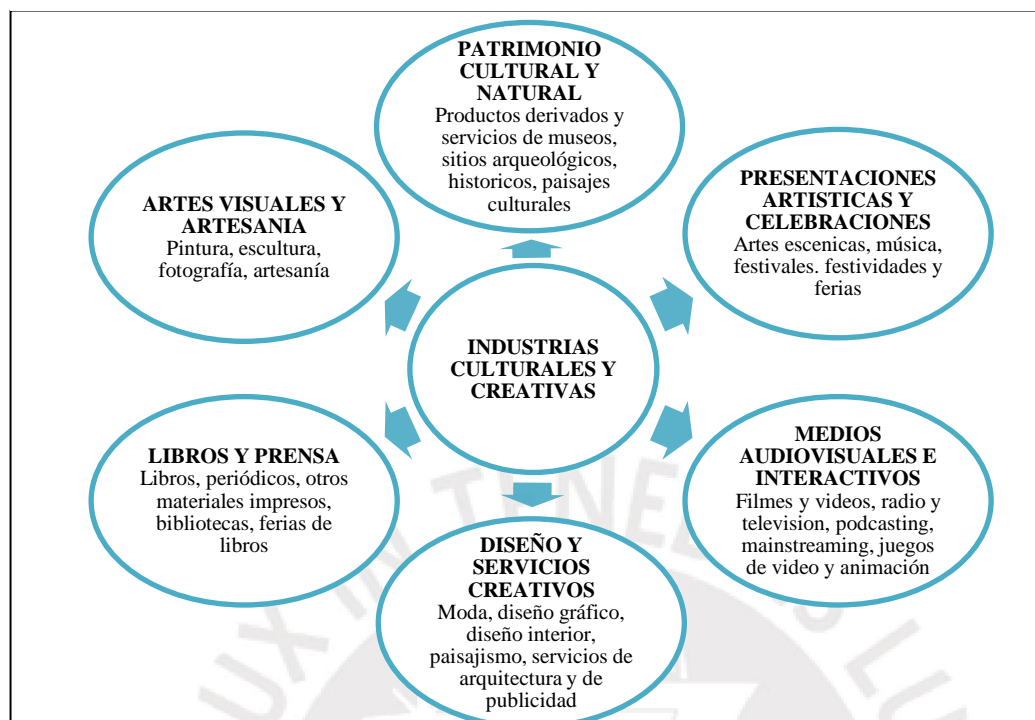 PATRIMONIO
CULTURAL Y
NATURAL
Productos derivados y
servicios de museos,
sitios arqueológicos,
historicos, paisajes
culturales
PRESENTACIONES
ARTISTICAS Y
CELEBRACIONES
Artes escenicas, música,
festivales. festividades y
ferias
MEDIOS
AUDIOVISUALES E
INTERACTIVOS
Filmes y videos, radio y
television, podcasting,
mainstreaming, juegos
de video y animación
DISEÑO Y
SERVICIOS
CREATIVOS
Moda, diseño gráfico,
diseño interior,
paisajismo, servicios de
arquitectura y de
publicidad
LIBROS Y PRENSA
Libros, periódicos, otros
materiales impresos,
bibliotecas, ferias de
libros
ARTES VISUALES Y
ARTESANIA
Pintura, escultura,
fotografía, artesanía
INDUSTRIAS
CULTURALES Y
CREATIVAS